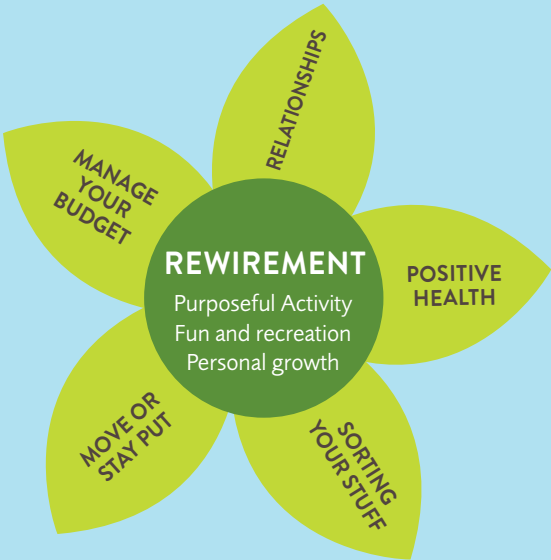 RELATIONSHIPS
MANAGE
YOUR
BUDGET
REWIREMENT
Purposeful Activity
Fun and recreation
Personal growth
POSITIVE
HEALTH
MOVE OR
STAY PUT
SORTING
YOUR STUFF